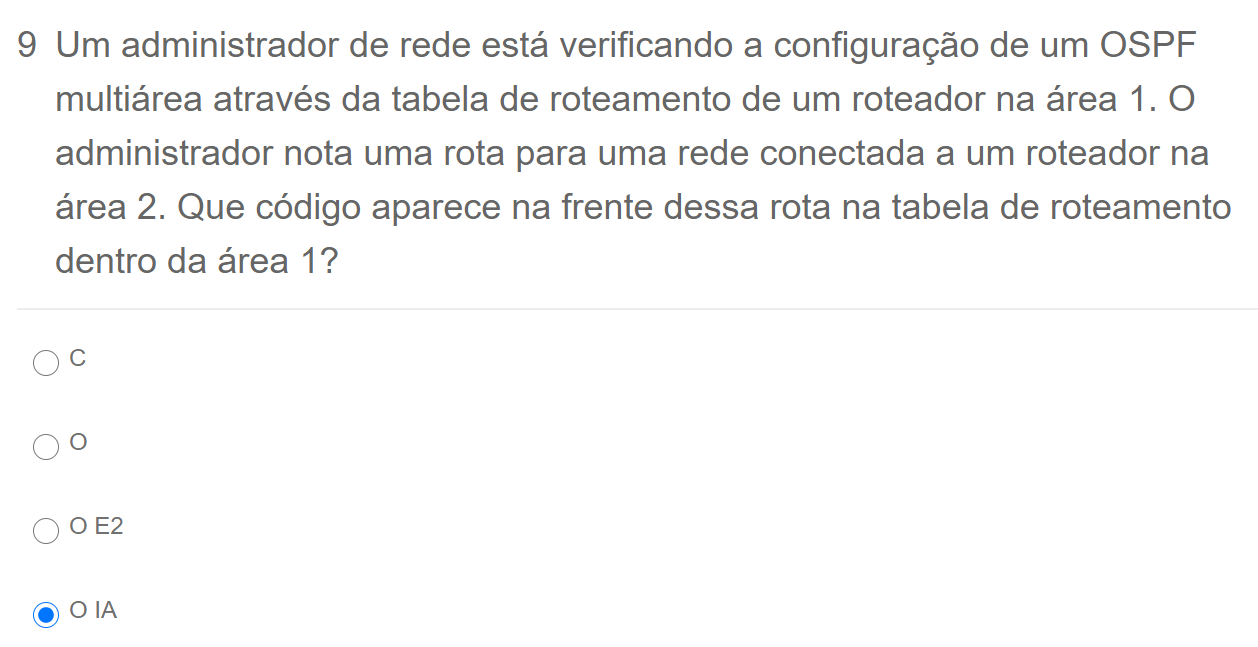 9 Um administrador de rede está verificando a configuração de um OSPF
multiárea através da tabela de roteamento de um roteador na área 1. O
administrador nota uma rota para uma rede conectada a um roteador na
área 2. Que código aparece na frente dessa rota na tabela de roteamento
dentro da área 1?
C
O
O E2
O IA